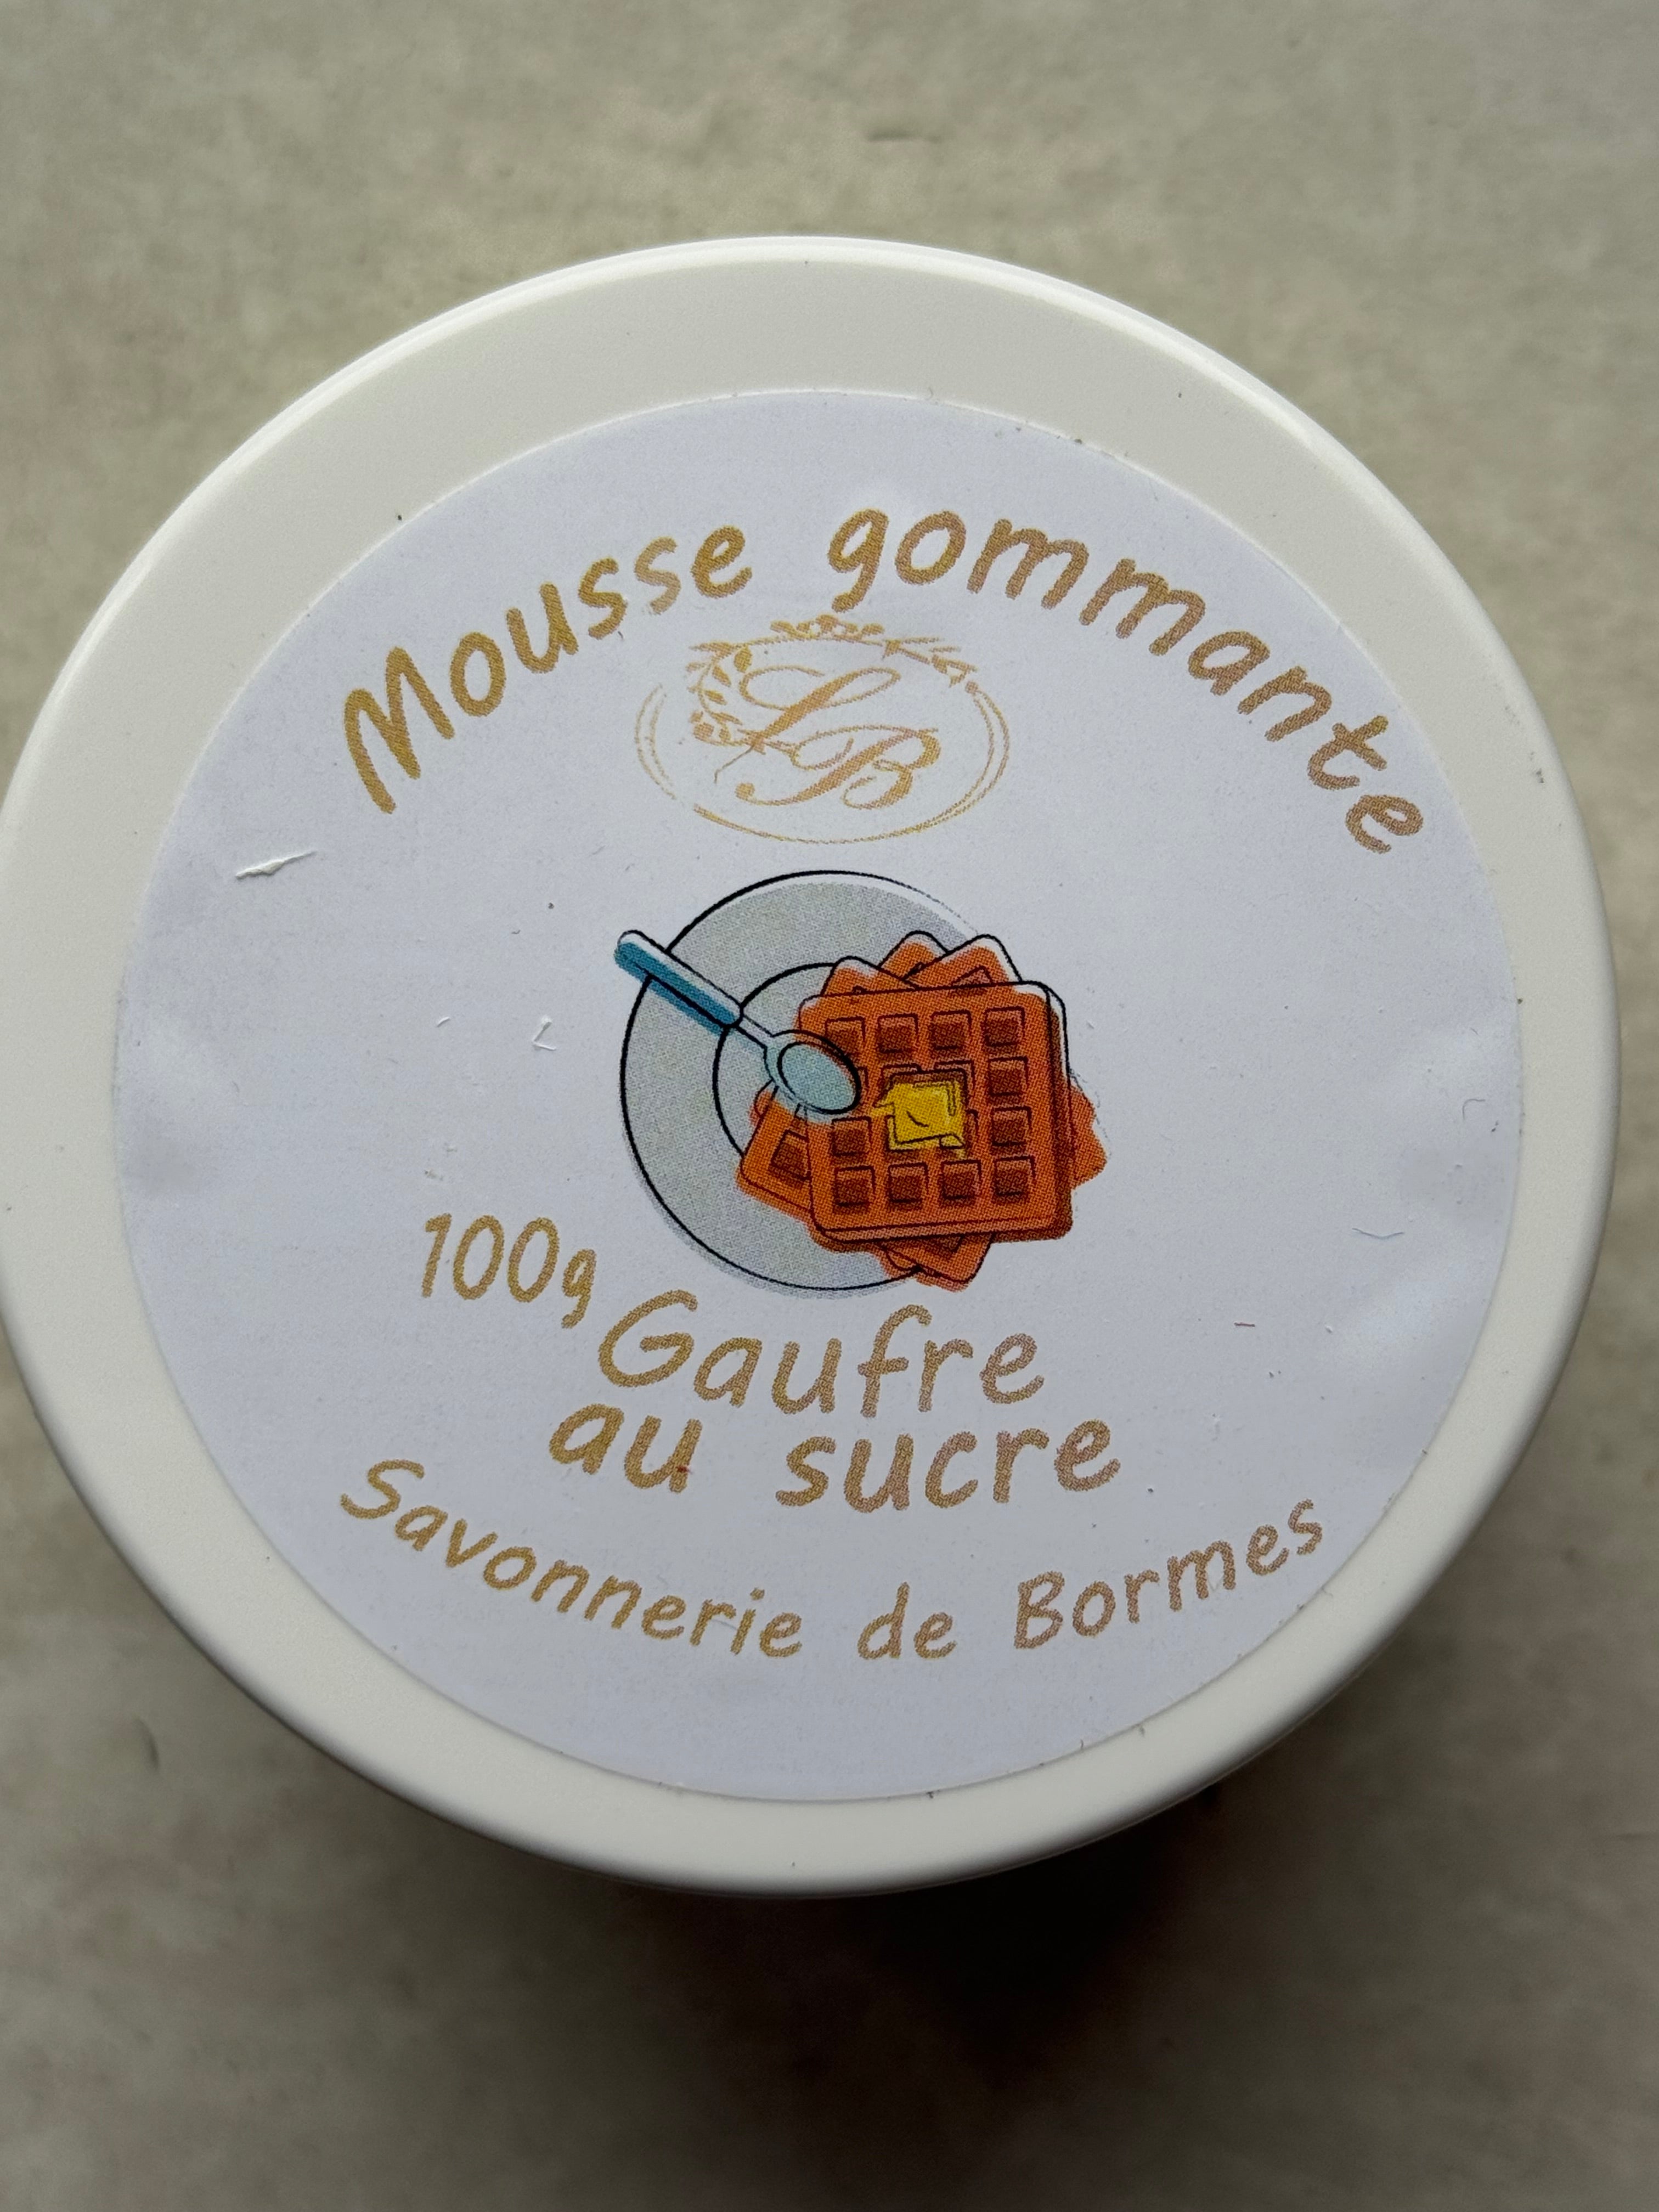 Mousse gommante
LB
100g
Gaufre
au sucre
Savonnerie de Bormes